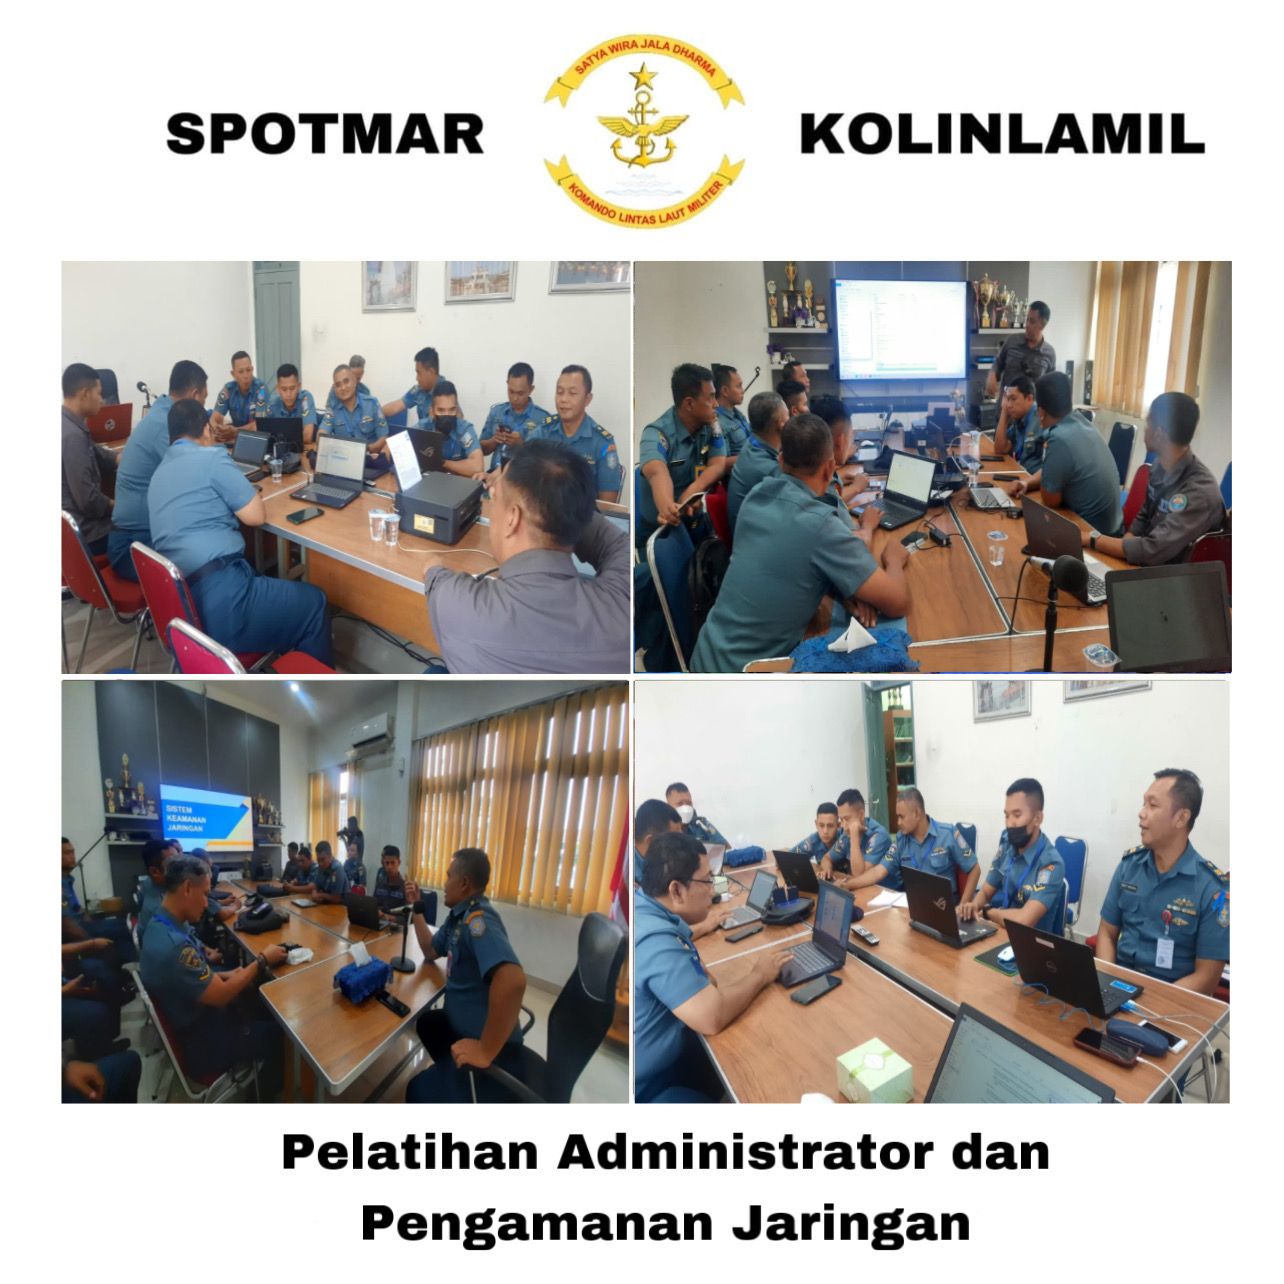 SPOTMAR
SATYA WIRA JALA DHARMA
KOMANDO LINTAS LAUT MILITER
KOLINLAMIL
SISTEM
KEAMANAN
JARINGAN
Pelatihan Administrator dan
Pengamanan Jaringan